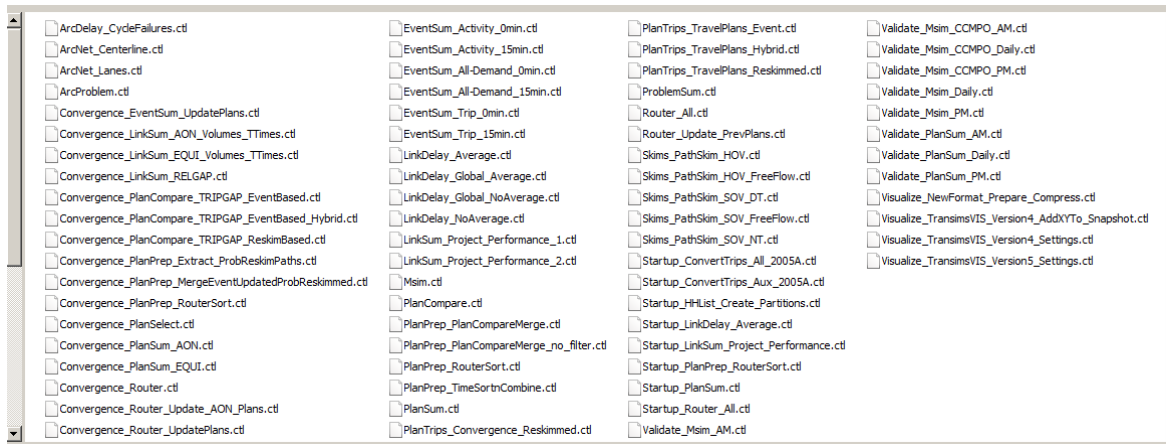 ArcDelay_CycleFailures.ctl
ArcNet_Centerline.ctl
ArcNet_Lanes.ctl
ArcProblem.ctl
Convergence_EventSum_UpdatePlans.ctl
Convergence_LinkSum_AON_Volumes_TTimes.ctl
Convergence_LinkSum_EQUI_Volumes_TTimes.ctl
Convergence_LinkSum_RELGAP.ctl
Convergence_PlanCompare_TRIPGAP_EventBased.ctl
Convergence_PlanCompare_TRIPGAP_EventBased_Hybrid.ctl
Convergence_PlanCompare_TRIPGAP_ReskimBased.ctl
Convergence_PlanPrep_Extract_ProbReskimPaths.ctl
Convergence_PlanPrep_MergeEventUpdatedProbReskimmed.ctl
Convergence_PlanPrep_RouterSort.ctl
Convergence_PlanSelect.ctl
Convergence_PlanSum_AON.ctl
Convergence_PlanSum_EQUI.ctl
Convergence_Router.ctl
Convergence_Router_Update_AON_Plans.ctl
Convergence_Router_UpdatePlans.ctl
EventSum_Activity_0min.ctl
EventSum_Activity_15min.ctl
EventSum_All-Demand_0min.ctl
EventSum_All-Demand_15min.ctl
EventSum_Trip_0min.ctl
EventSum_Trip_15min.ctl
LinkDelay_Average.ctl
LinkDelay_Global_Average.ctl
LinkDelay_Global_NoAverage.ctl
LinkDelay_NoAverage.ctl
LinkSum_Project_Performance_1.ctl
LinkSum_Project_Performance_2.ctl
Msim.ctl
PlanCompare.ctl
PlanPrep_PlanCompareMerge.ctl
PlanPrep_PlanCompareMerge_no_filter.ctl
PlanPrep_RouterSort.ctl
PlanPrep_TimeSortnCombine.ctl
PlanSum.ctl
PlanTrips_Convergence_Reskimmed.ctl
PlanTrips_TravelPlans_Event.ctl
PlanTrips_TravelPlans_Hybrid.ctl
PlanTrips_TravelPlans_Reskimmed.ctl
ProblemSum.ctl
Router_All.ctl
Router_Update_PrevPlans.ctl
Skims_PathSkim_HOV.ctl
Skims_PathSkim_HOV_FreeFlow.ctl
Skims_PathSkim_SOV_DT.ctl
Skims_PathSkim_SOV_FreeFlow.ctl
Skims_PathSkim_SOV_NT.ctl
Startup_ConvertTrips_All_2005A.ctl
Startup_ConvertTrips_Aux_2005A.ctl
Startup_HHList_Create_Partitions.ctl
Startup_LinkDelay_Average.ctl
Startup_LinkSum_Project_Performance.ctl
Startup_PlanPrep_RouterSort.ctl
Startup_PlanSum.ctl
Startup_Router_All.ctl
Validate_Msim_AM.ctl
Validate_Msim_CCMPO_AM.ctl
Validate_Msim_CCMPO_Daily.ctl
Validate_Msim_CCMPO_PM.ctl
Validate_Msim_Daily.ctl
Validate_Msim_PM.ctl
Validate_PlanSum_AM.ctl
Validate_PlanSum_Daily.ctl
Validate_PlanSum_PM.ctl
Visualize_NewFormat_Prepare_Compress.ctl
Visualize_TransimsVIS_Version4_AddXYTo_Snapshot.ctl
Visualize_TransimsVIS_Version4_Settings.ctl
Visualize_TransimsVIS_Version5_Settings.ctl